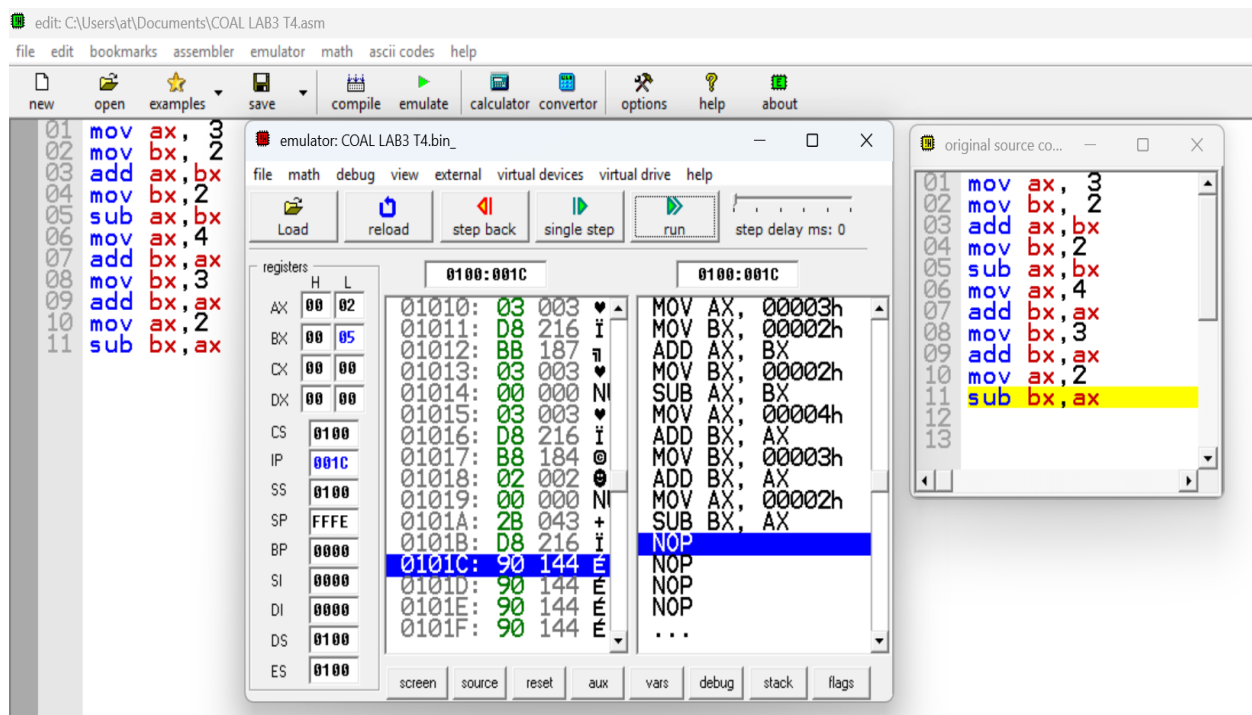 edit: C:\Users\at\Documents\COAL LAB3 T4.asm
file edit bookmarks assembler emulator math ascii codes help
new open examples save compile emulate calculator convertor options help about
01 mov ax, 3
02 mov bx, 2
03 add ax,bx
04 mov bx,2
05 sub ax,bx
06 mov ax,4
07 add bx,ax
08 mov bx,3
09 add bx,ax
10 mov ax,2
11 sub bx,ax
emulator: COAL LAB3 T4.bin_
file math debug view external virtual devices virtual drive help
Load reload step back single step run step delay ms: 0
registers
H L
AX 00 02
BX 00 05
CX 00 00
DX 00 00
CS 0100
IP 001C
SS 0100
SP FFFE
BP 0000
SI 0000
DI 0000
DS 0100
ES 0100
0100:001C
01010: 03 003 ♥
01011: D8 216 Ï
01012: BB 187 ╗
01013: 03 003 ♥
01014: 00 000 NU
01015: 03 003 ♥
01016: D8 216 Ï
01017: B8 184 ©
01018: 02 002 ☻
01019: 00 000 NU
0101A: 2B 043 +
0101B: D8 216 Ï
0101C: 90 144 É
0101D: 90 144 É
0101E: 90 144 É
0101F: 90 144 É
0100:001C
MOV AX, 00003h
MOV BX, 00002h
ADD AX, BX
MOV BX, 00002h
SUB AX, BX
MOV AX, 00004h
ADD BX, AX
MOV BX, 00003h
ADD BX, AX
MOV AX, 00002h
SUB BX, AX
NOP
NOP
NOP
NOP
...
screen source reset aux vars debug stack flags
original source co...
01 mov ax, 3
02 mov bx, 2
03 add ax,bx
04 mov bx,2
05 sub ax,bx
06 mov ax,4
07 add bx,ax
08 mov bx,3
09 add bx,ax
10 mov ax,2
11 sub bx,ax
12
13